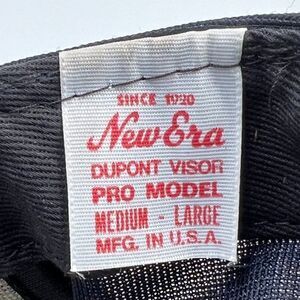 SINCE 1920
New Era
DUPONT VISOR
PRO MODEL
MEDIUM - LARGE
MFG. IN U.S.A.